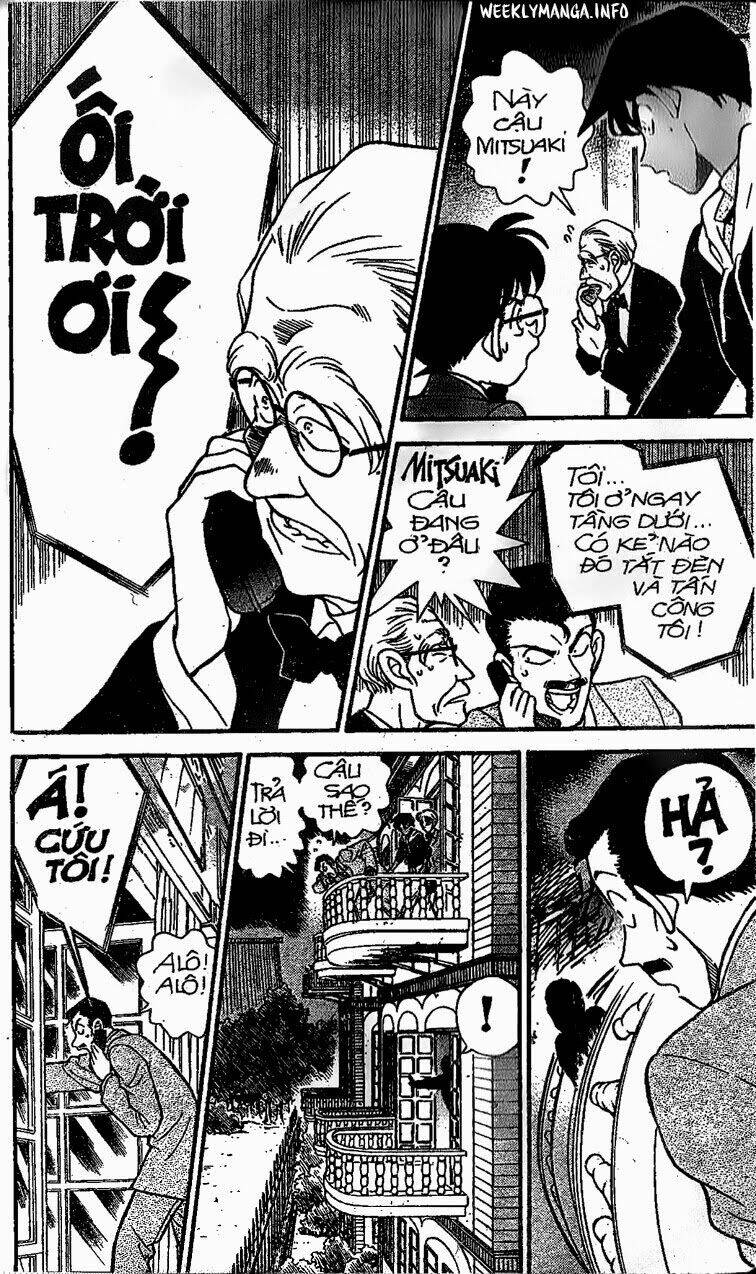 WEEKLYMANGA.INFO
ỐI
TRỜI
ƠI!
NÀY
CẬU
MITSUAKI
!
MITSUAKI
CẬU
ĐANG
Ở ĐÂU
?
TÔI...
TÔI Ở NGAY
TẦNG DƯỚI...
CÓ KẺ NÀO
ĐÓ TẮT ĐÈN
VÀ TẤN
CÔNG
TÔI!
Á!
CỨU
TÔI!
ALÔ!
ALÔ!
CẬU
SAO
THẾ?
TRẢ
LỜI
ĐI...
!
HẢ
?